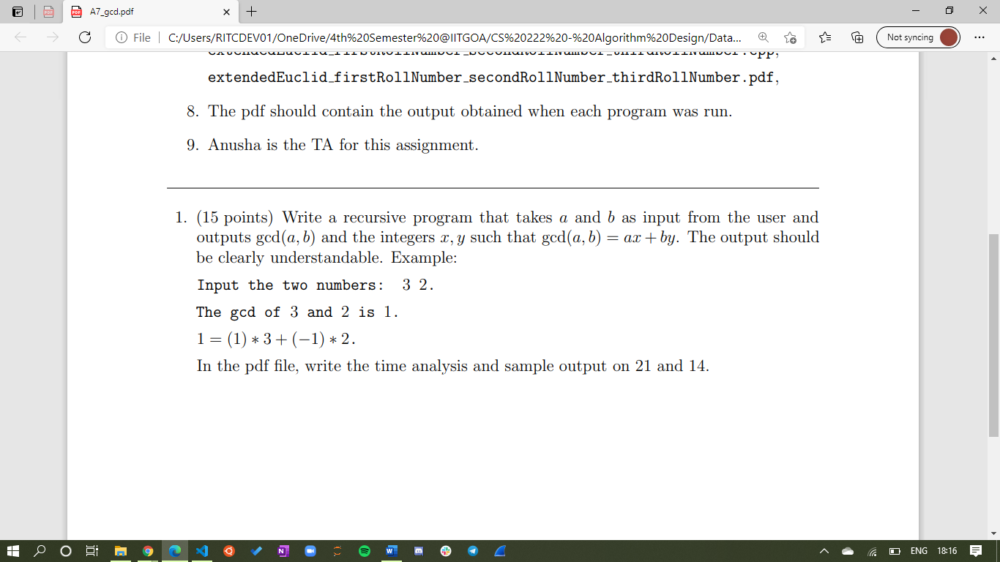 A7_gcd.pdf
File
C:/Users/RITCDEV01/OneDrive/4th%20Semester%20@IITGOA/CS%20222%20-%20Algorithm%20Design/Data...
Not syncing
extendedEuclid_firstRollNumber_secondRollNumber_thirdRollNumber.cpp,
extendedEuclid_firstRollNumber_secondRollNumber_thirdRollNumber.pdf,
8. The pdf should contain the output obtained when each program was run.
9. Anusha is the TA for this assignment.
1. (15 points) Write a recursive program that takes a and b as input from the user and
outputs gcd(a, b) and the integers x, y such that gcd(a, b) = ax + by. The output should
be clearly understandable. Example:
Input the two numbers: 3 2.
The gcd of 3 and 2 is 1.
1 = (1) ∗ 3 + (−1) ∗ 2.
In the pdf file, write the time analysis and sample output on 21 and 14.
ENG 18:16